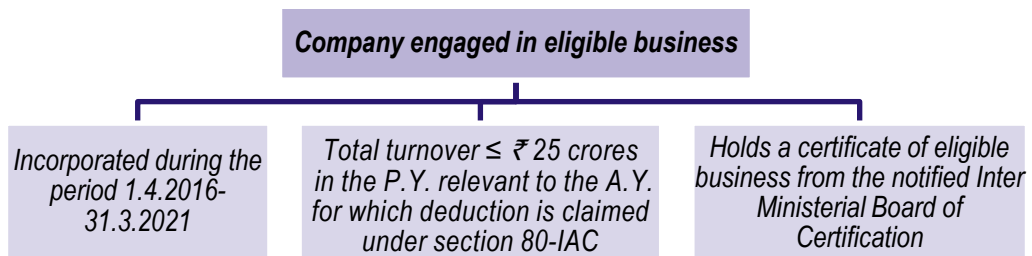 Company engaged in eligible business
Incorporated during the
period 1.4.2016-
31.3.2021
Total turnover ≤ ₹ 25 crores
in the P.Y. relevant to the A.Y.
for which deduction is claimed
under section 80-IAC
Holds a certificate of eligible
business from the notified Inter
Ministerial Board of
Certification